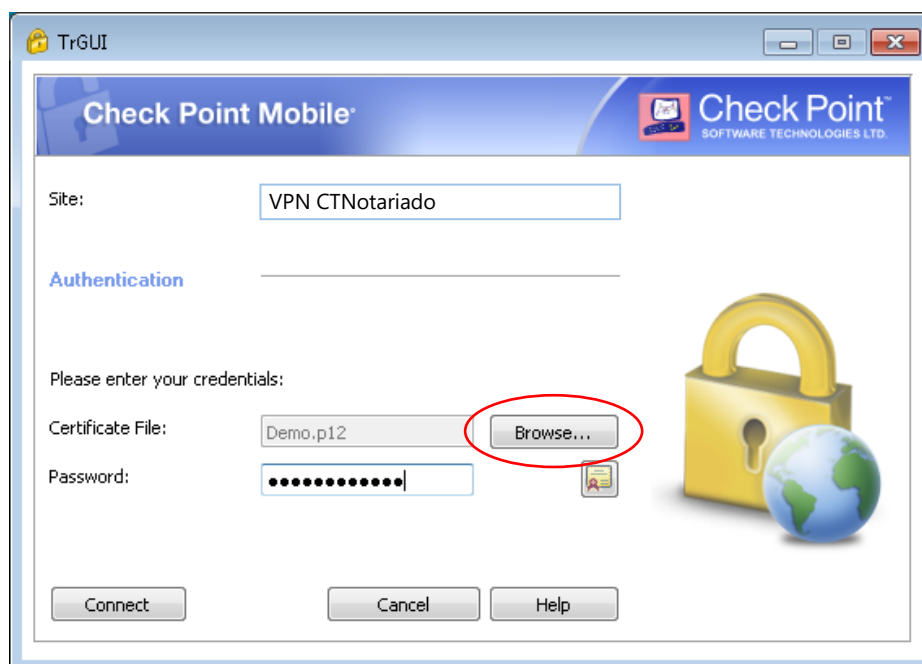 TrGUI
Check Point Mobile
Check Point™
SOFTWARE TECHNOLOGIES LTD.
Site: VPN CTNotariado
Authentication
Please enter your credentials:
Certificate File: Demo.p12 Browse...
Password: ●●●●●●●●●●●●
Connect Cancel Help